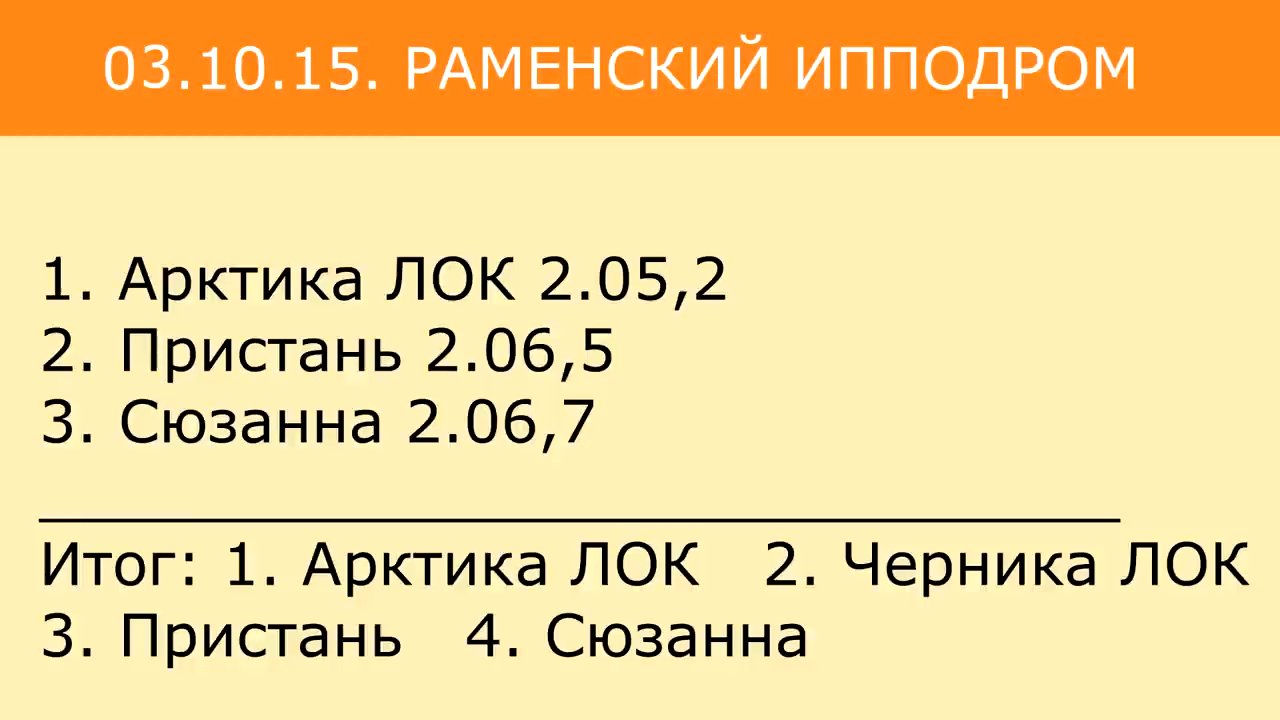 03.10.15. РАМЕНСКИЙ ИППОДРОМ
1. Арктика ЛОК 2.05,2
2. Пристань 2.06,5
3. Сюзанна 2.06,7
Итог: 1. Арктика ЛОК 2. Черника ЛОК
3. Пристань 4. Сюзанна